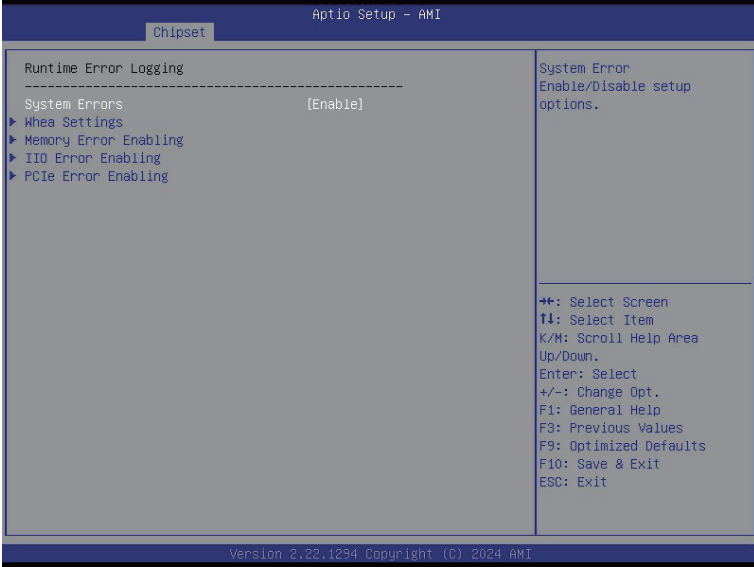 Aptio Setup – AMI
Chipset
Runtime Error Logging
--------------------------------------------------
System Errors [Enable]
Whea Settings
Memory Error Enabling
IIO Error Enabling
PCIe Error Enabling
System Error
Enable/Disable setup
options.
→←: Select Screen
↑↓: Select Item
K/M: Scroll Help Area
Up/Down.
Enter: Select
+/-: Change Opt.
F1: General Help
F3: Previous Values
F9: Optimized Defaults
F10: Save & Exit
ESC: Exit
Version 2.22.1294 Copyright (C) 2024 AMI